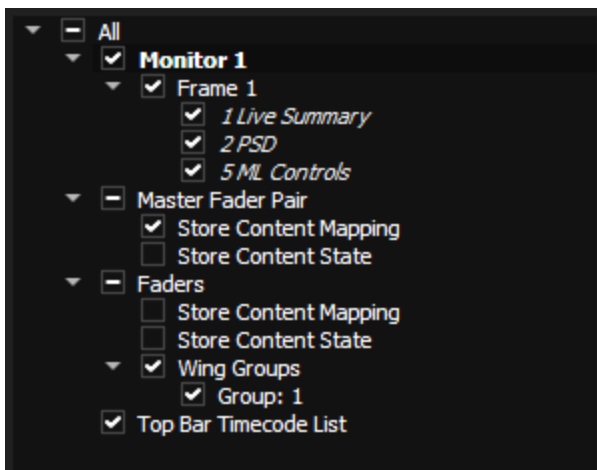 All
Monitor 1
Frame 1
1 Live Summary
2 PSD
5 ML Controls
Master Fader Pair
Store Content Mapping
Store Content State
Faders
Store Content Mapping
Store Content State
Wing Groups
Group: 1
Top Bar Timecode List